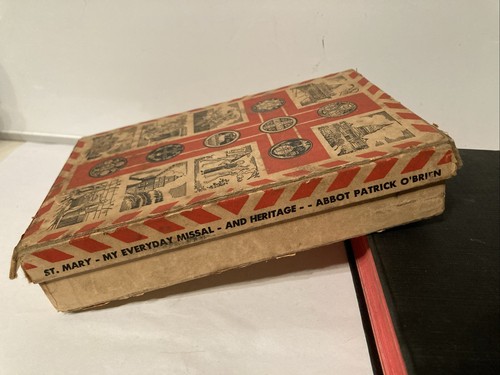 ST. MARY - MY EVERYDAY MISSAL - AND HERITAGE - - ABBOT PATRICK O'BRIEN